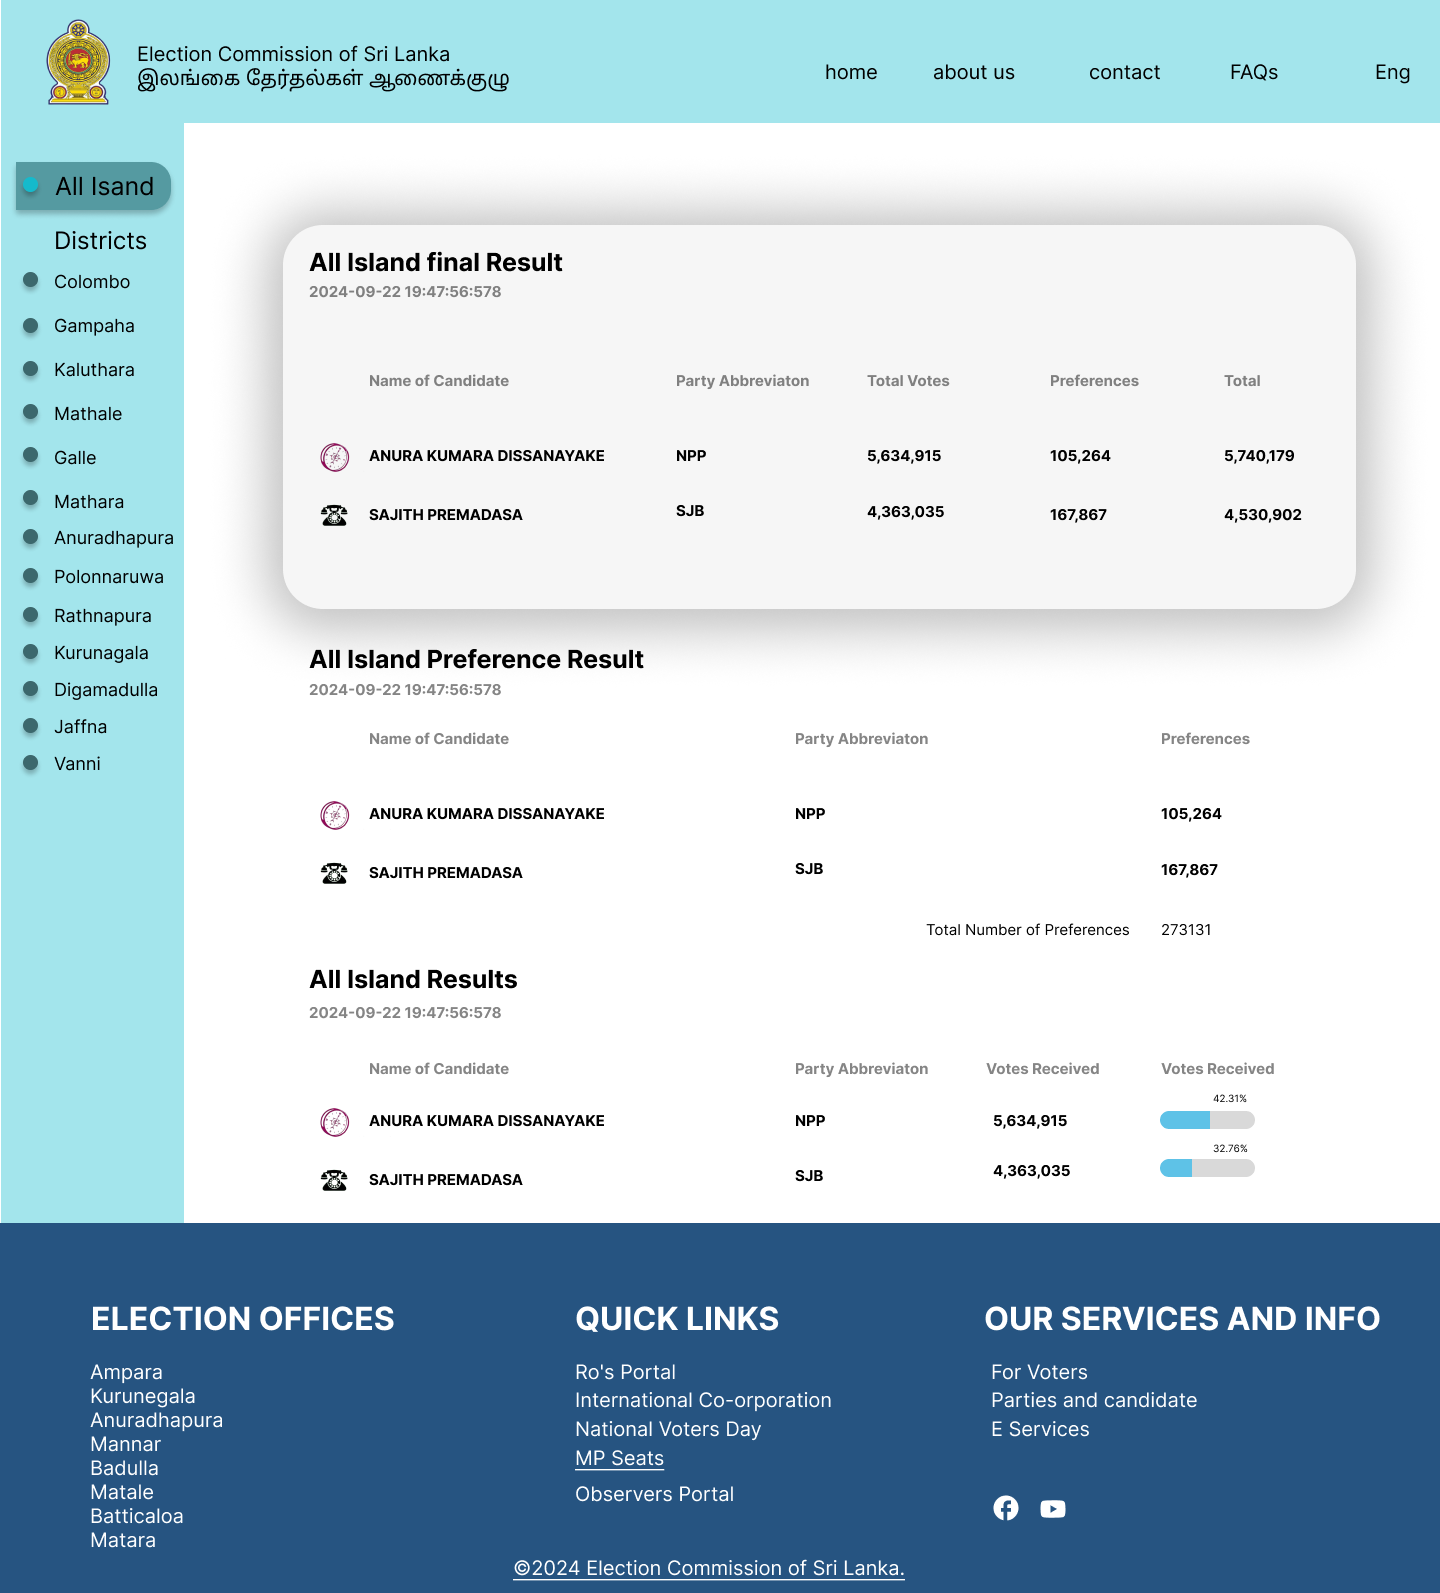 Election Commission of Sri Lanka
இலங்கை தேர்தல்கள் ஆணைக்குழு
home about us contact FAQs Eng
All Isand
Districts
Colombo
Gampaha
Kaluthara
Mathale
Galle
Mathara
Anuradhapura
Polonnaruwa
Rathnapura
Kurunagala
Digamadulla
Jaffna
Vanni
All Island final Result
2024-09-22 19:47:56:578
Name of Candidate Party Abbreviaton Total Votes Preferences Total
ANURA KUMARA DISSANAYAKE NPP 5,634,915 105,264 5,740,179
SAJITH PREMADASA SJB 4,363,035 167,867 4,530,902
All Island Preference Result
2024-09-22 19:47:56:578
Name of Candidate Party Abbreviaton Preferences
ANURA KUMARA DISSANAYAKE NPP 105,264
SAJITH PREMADASA SJB 167,867
Total Number of Preferences 273131
All Island Results
2024-09-22 19:47:56:578
Name of Candidate Party Abbreviaton Votes Received Votes Received
42.31%
ANURA KUMARA DISSANAYAKE NPP 5,634,915
32.76%
SAJITH PREMADASA SJB 4,363,035
ELECTION OFFICES
Ampara
Kurunegala
Anuradhapura
Mannar
Badulla
Matale
Batticaloa
Matara
QUICK LINKS
Ro's Portal
International Co-orporation
National Voters Day
MP Seats
Observers Portal
OUR SERVICES AND INFO
For Voters
Parties and candidate
E Services
©2024 Election Commission of Sri Lanka.